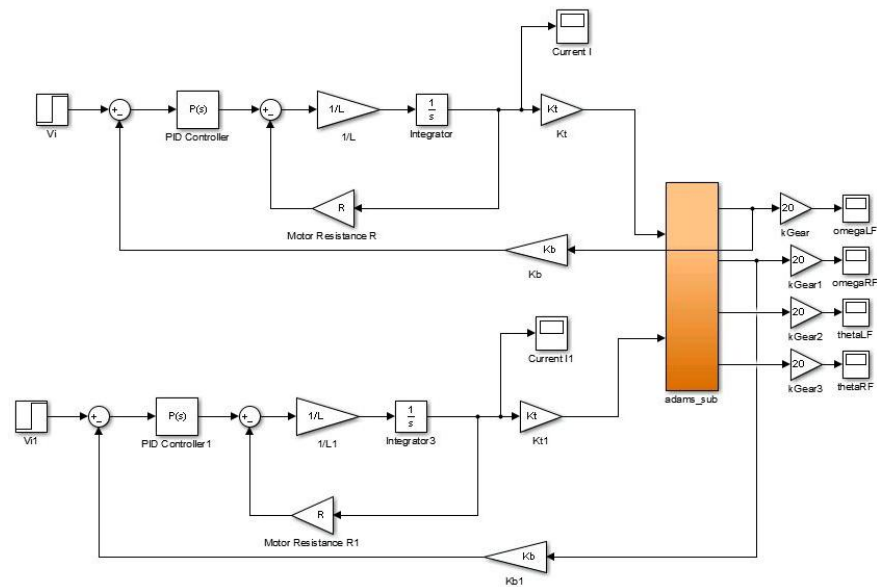 Current I
Vi
+
−
P(s)
PID Controller
+
−
1/L
1/L
1
s
Integrator
Kt
Kt
R
Motor Resistance R
Kb
Kb
adams_sub
20
kGear
omegaLF
20
kGear1
omegaRF
20
kGear2
thetaLF
20
kGear3
thetaRF
Current I1
Vi1
+
−
P(s)
PID Controller1
+
−
1/L
1/L1
1
s
Integrator3
Kt
Kt1
R
Motor Resistance R1
Kb
Kb1